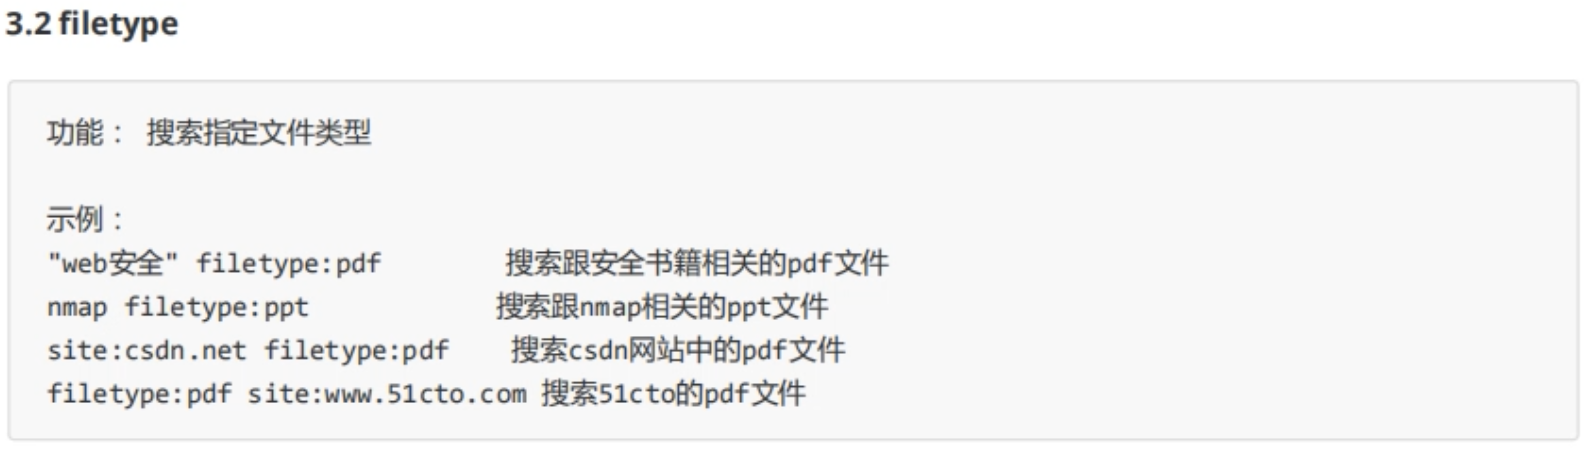 3.2 filetype
功能： 搜索指定文件类型
示例：
"web安全" filetype:pdf 搜索跟安全书籍相关的pdf文件
nmap filetype:ppt 搜索跟nmap相关的ppt文件
site:csdn.net filetype:pdf 搜索csdn网站中的pdf文件
filetype:pdf site:www.51cto.com 搜索51cto的pdf文件